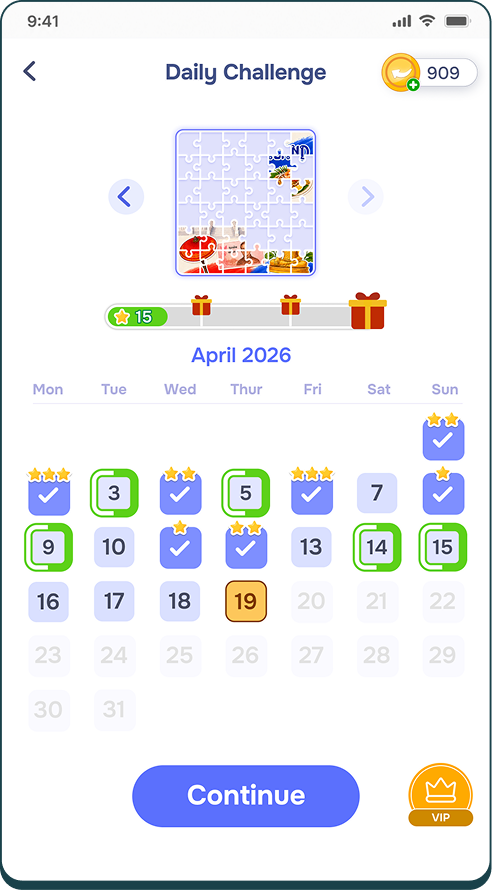 9:41
Daily Challenge
909
15
April 2026
Mon Tue Wed Thur Fri Sat Sun
3 5 7
9 10 13 14 15
16 17 18 19 20 21 22
23 24 25 26 27 28 29
30 31
Continue
VIP